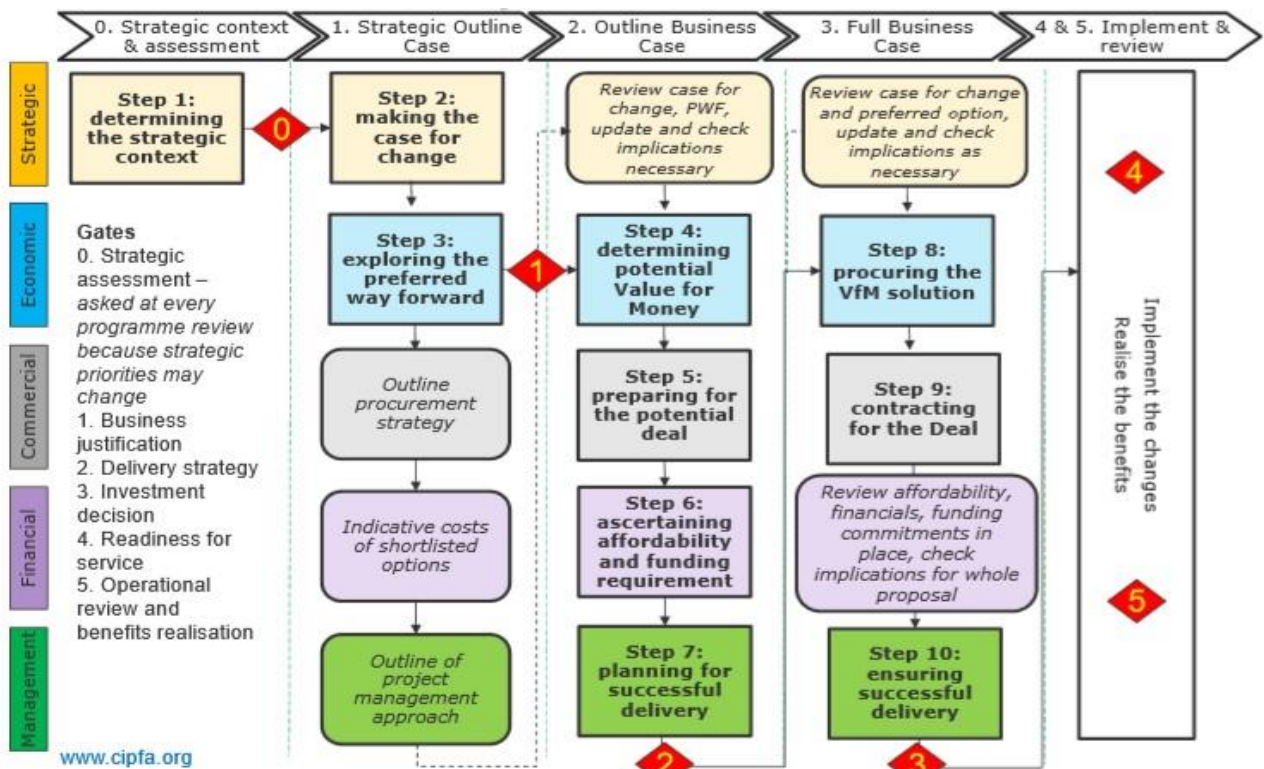 0. Strategic context
& assessment
1. Strategic Outline
Case
2. Outline Business
Case
3. Full Business
Case
4 & 5. Implement &
review
Strategic
Economic
Commercial
Financial
Management
Step 1:
determining
the strategic
context
0
Gates
0. Strategic
assessment –
asked at every
programme review
because strategic
priorities may
change
1. Business
justification
2. Delivery strategy
3. Investment
decision
4. Readiness for
service
5. Operational
review and
benefits realisation
www.cipfa.org
Step 2:
making the
case for
change
Step 3:
exploring the
preferred
way forward
1
Outline
procurement
strategy
Indicative costs
of shortlisted
options
Outline of
project
management
approach
Review case for
change, PWF,
update and check
implications
necessary
Step 4:
determining
potential
Value for
Money
Step 5:
preparing for
the potential
deal
Step 6:
ascertaining
affordability
and funding
requirement
Step 7:
planning for
successful
delivery
2
Review case for change
and preferred option,
update and check
implications as
necessary
Step 8:
procuring the
VfM solution
Step 9:
contracting
for the Deal
Review affordability,
financials, funding
commitments in
place, check
implications for whole
proposal
Step 10:
ensuring
successful
delivery
3
4
Implement the changes
Realise the benefits
5